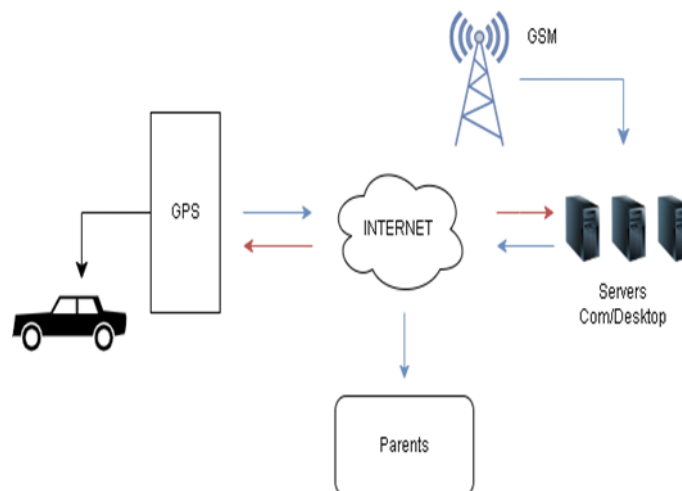 GSM
GPS
INTERNET
Servers
Com/Desktop
Parents